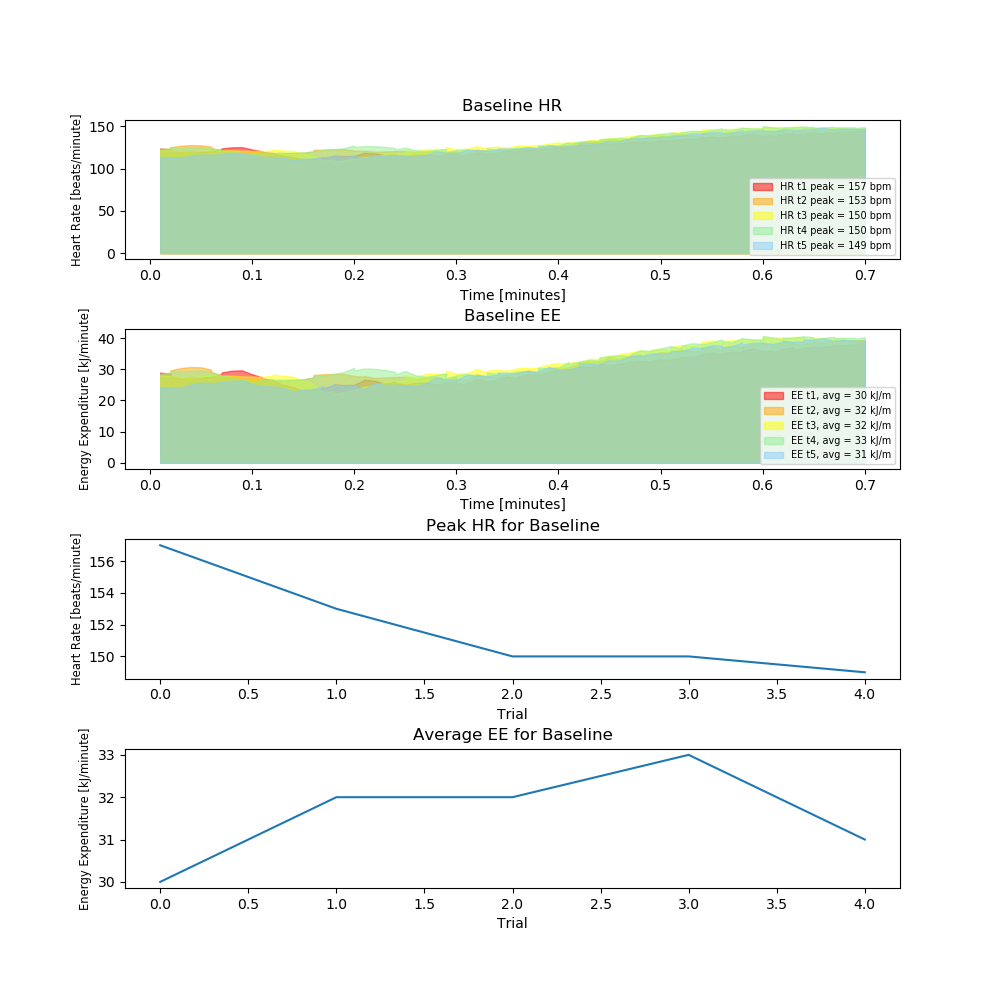 Baseline HR
Heart Rate [beats/minute]
150
100
50
0
HR t1 peak = 157 bpm
HR t2 peak = 153 bpm
HR t3 peak = 150 bpm
HR t4 peak = 150 bpm
HR t5 peak = 149 bpm
0.0 0.1 0.2 0.3 0.4 0.5 0.6 0.7
Time [minutes]
Baseline EE
Energy Expenditure [kJ/minute]
40
30
20
10
0
EE t1, avg = 30 kJ/m
EE t2, avg = 32 kJ/m
EE t3, avg = 32 kJ/m
EE t4, avg = 33 kJ/m
EE t5, avg = 31 kJ/m
0.0 0.1 0.2 0.3 0.4 0.5 0.6 0.7
Time [minutes]
Peak HR for Baseline
Heart Rate [beats/minute]
156
154
152
150
0.0 0.5 1.0 1.5 2.0 2.5 3.0 3.5 4.0
Trial
Average EE for Baseline
Energy Expenditure [kJ/minute]
33
32
31
30
0.0 0.5 1.0 1.5 2.0 2.5 3.0 3.5 4.0
Trial